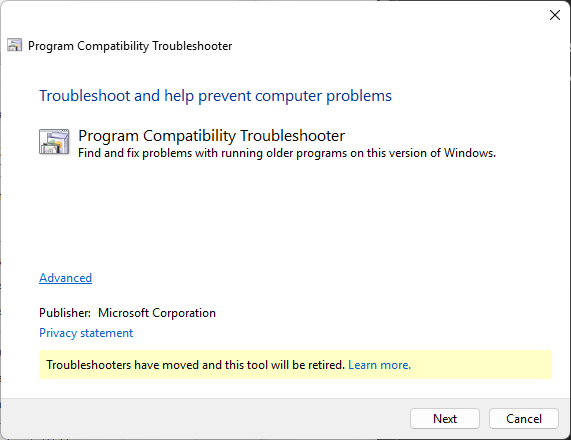 Program Compatibility Troubleshooter
Troubleshoot and help prevent computer problems
Program Compatibility Troubleshooter
Find and fix problems with running older programs on this version of Windows.
Advanced
Publisher: Microsoft Corporation
Privacy statement
Troubleshooters have moved and this tool will be retired. Learn more.
Next
Cancel